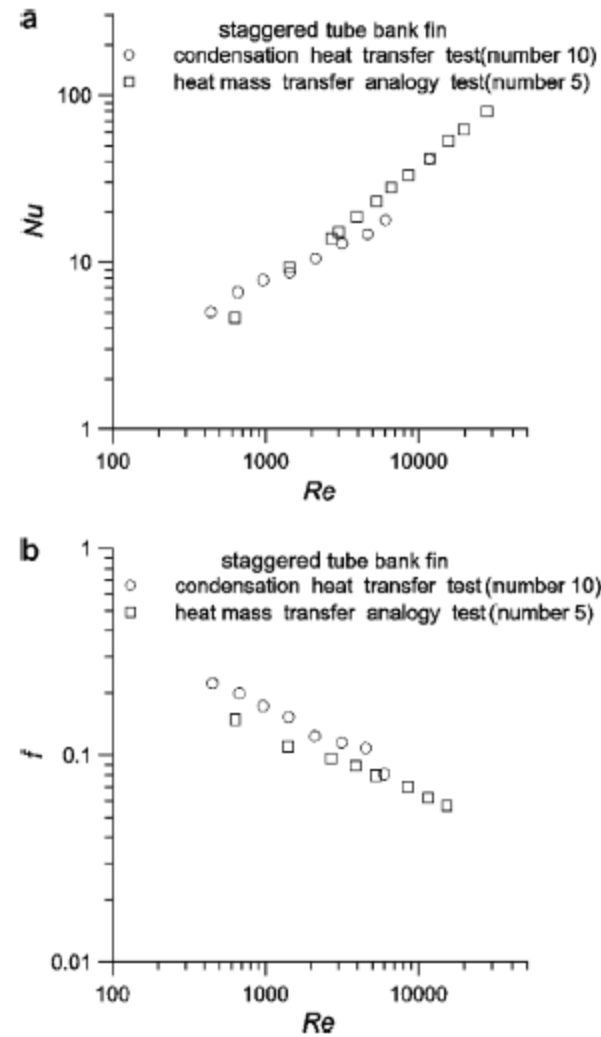 a
staggered tube bank fin
condensation heat transfer test(number 10)
heat mass transfer analogy test(number 5)
100
10
1
Nu
100 1000 10000
Re
b
staggered tube bank fin
condensation heat transfer test(number 10)
heat mass transfer analogy test(number 5)
1
0.1
0.01
f
100 1000 10000
Re